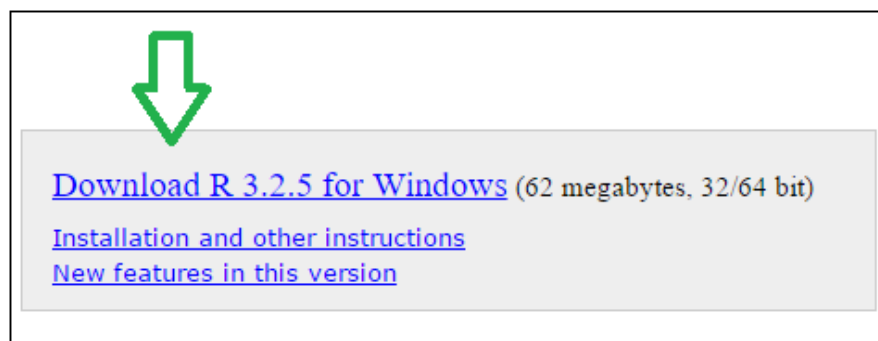 Download R 3.2.5 for Windows (62 megabytes, 32/64 bit)
Installation and other instructions
New features in this version